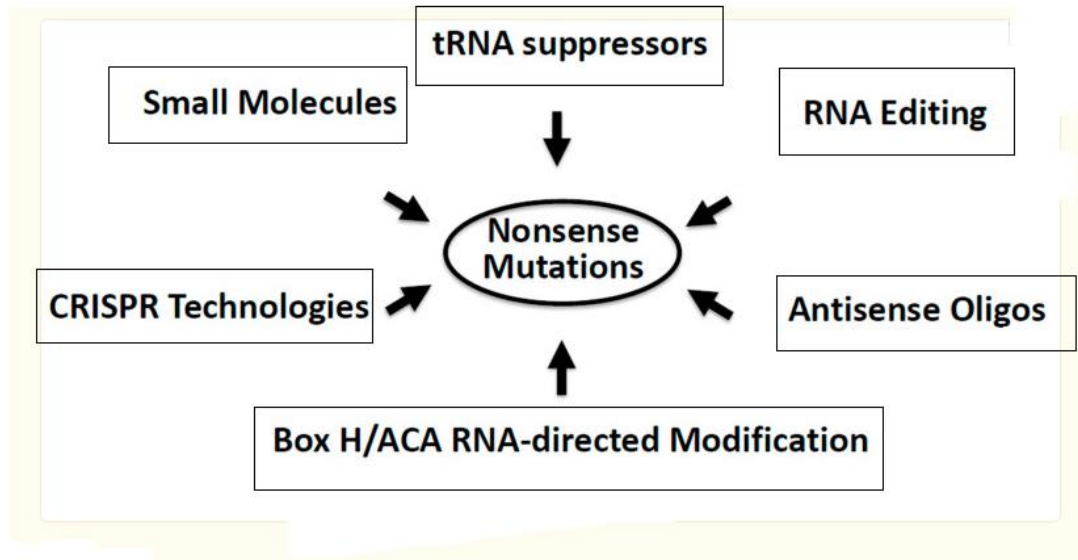 tRNA suppressors
Small Molecules
RNA Editing
Nonsense
Mutations
CRISPR Technologies
Antisense Oligos
Box H/ACA RNA-directed Modification